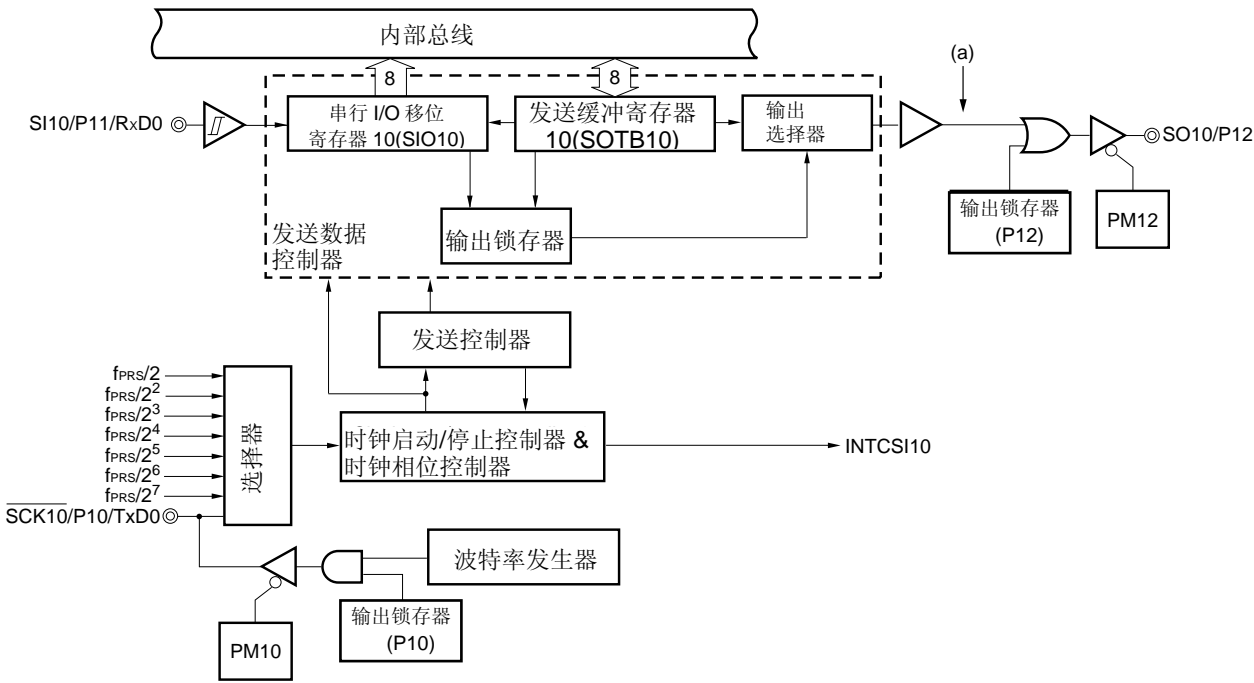 内部总线
8
8
(a)
SI10/P11/RxD0
串行 I/O 移位
寄存器 10(SIO10)
发送缓冲寄存器
10(SOTB10)
输出
选择器
SO10/P12
输出锁存器
(P12)
PM12
发送数据
控制器
输出锁存器
发送控制器
fPRS/2
fPRS/2²
fPRS/2³
fPRS/2⁴
fPRS/2⁵
fPRS/2⁶
fPRS/2⁷
SCK10/P10/TxD0
选择器
时钟启动/停止控制器 &
时钟相位控制器
INTCSI10
波特率发生器
输出锁存器
(P10)
PM10